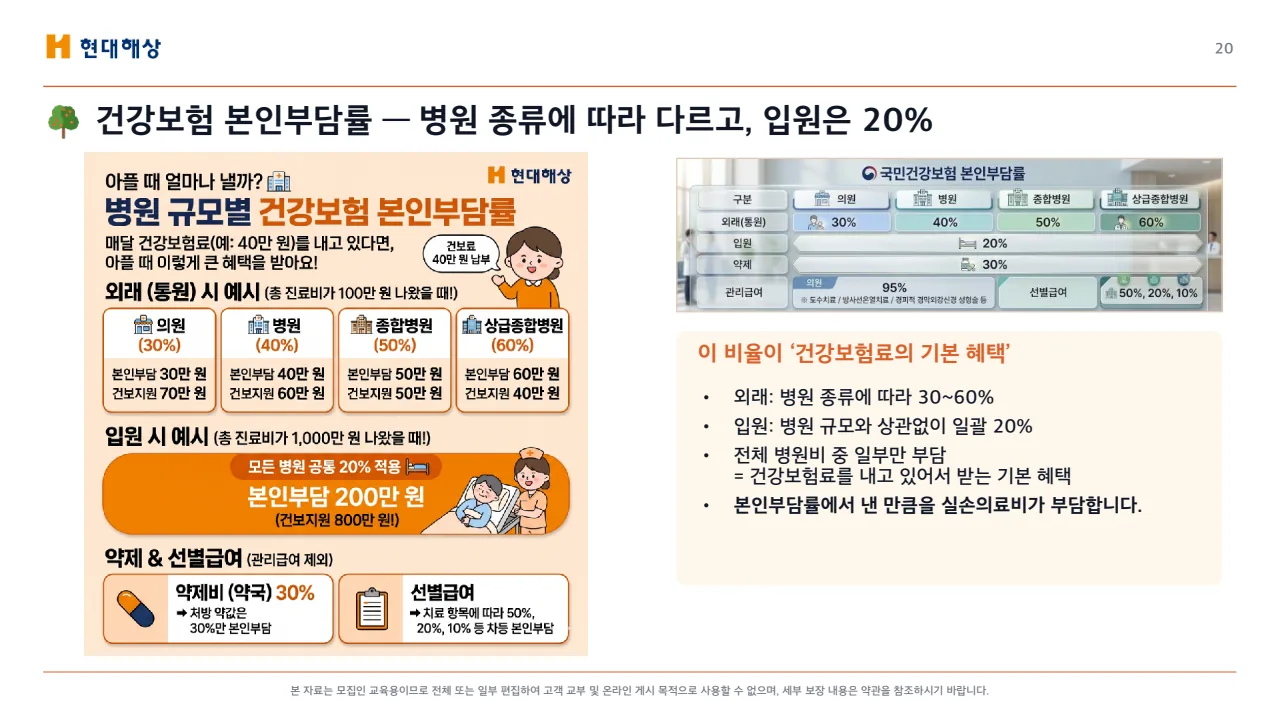 현대해상
20
건강보험 본인부담률 — 병원 종류에 따라 다르고, 입원은 20%
아플 때 얼마나 낼까?
현대해상
병원 규모별 건강보험 본인부담률
매달 건강보험료(예: 40만 원)를 내고 있다면,
아플 때 이렇게 큰 혜택을 받아요!
건보료
40만 원 납부
외래 (통원) 시 예시 (총 진료비가 100만 원 나왔을 때!)
의원
(30%)
본인부담 30만 원
건보지원 70만 원
병원
(40%)
본인부담 40만 원
건보지원 60만 원
종합병원
(50%)
본인부담 50만 원
건보지원 50만 원
상급종합병원
(60%)
본인부담 60만 원
건보지원 40만 원
입원 시 예시 (총 진료비가 1,000만 원 나왔을 때!)
모든 병원 공통 20% 적용
본인부담 200만 원
(건보지원 800만 원!)
약제 & 선별급여 (관리급여 제외)
약제비 (약국) 30%
➡ 처방 약값은
30%만 본인부담
선별급여
➡ 치료 항목에 따라 50%,
20%, 10% 등 차등 본인부담
국민건강보험 본인부담률
구분 의원 병원 종합병원 상급종합병원
외래(통원) 30% 40% 50% 60%
입원 20%
약제 30%
관리급여 의원 95% 선별급여 50%, 20%, 10%
※ 도수치료 / 방사선온열치료 / 경피적 경막외강신경 성형술 등
이 비율이 ‘건강보험료의 기본 혜택’
• 외래: 병원 종류에 따라 30~60%
• 입원: 병원 규모와 상관없이 일괄 20%
• 전체 병원비 중 일부만 부담
= 건강보험료를 내고 있어서 받는 기본 혜택
• 본인부담률에서 낸 만큼을 실손의료비가 부담합니다.
본 자료는 모집인 교육용이므로 전체 또는 일부 편집하여 고객 교부 및 온라인 게시 목적으로 사용할 수 없으며, 세부 보장 내용은 약관을 참조하시기 바랍니다.